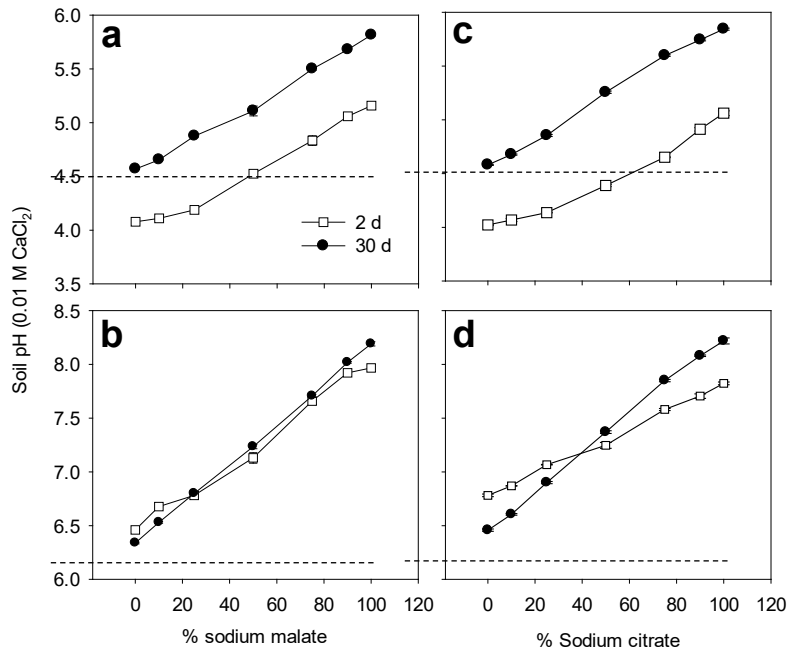 Soil pH (0.01 M CaCl₂)
a
6.0
5.5
5.0
4.5
4.0
3.5
2 d
30 d
c
b
8.5
8.0
7.5
7.0
6.5
6.0
0 20 40 60 80 100 120
% sodium malate
d
0 20 40 60 80 100 120
% Sodium citrate